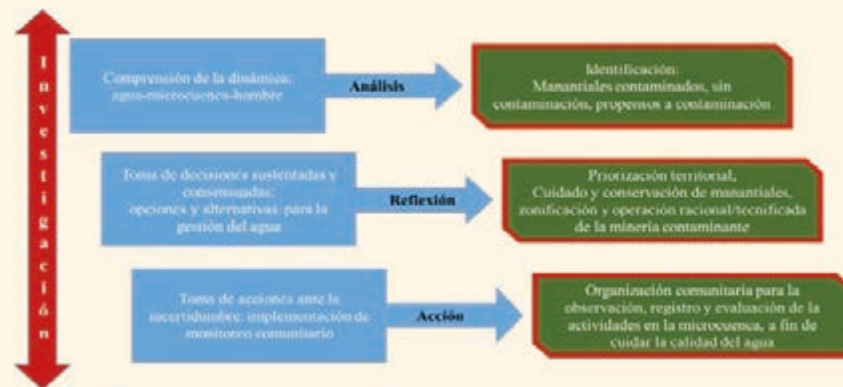 Investigación
Comprensión de la dinámica:
agua-microcuenca-hombre
Análisis
Identificación:
Manantiales contaminados, sin
contaminación, propensos a contaminación
Toma de decisiones sustentadas y
consensuadas:
opciones y alternativas para la
gestión del agua
Reflexión
Priorización territorial,
Cuidado y conservación de manantiales,
zonificación y operación racional/tecnificada
de la minería contaminante
Toma de acciones ante la
incertidumbre: implementación de
monitoreo comunitario
Acción
Organización comunitaria para la
observación, registro y evaluación de la
actividades en la microcuenca, a fin de
cuidar la calidad del agua